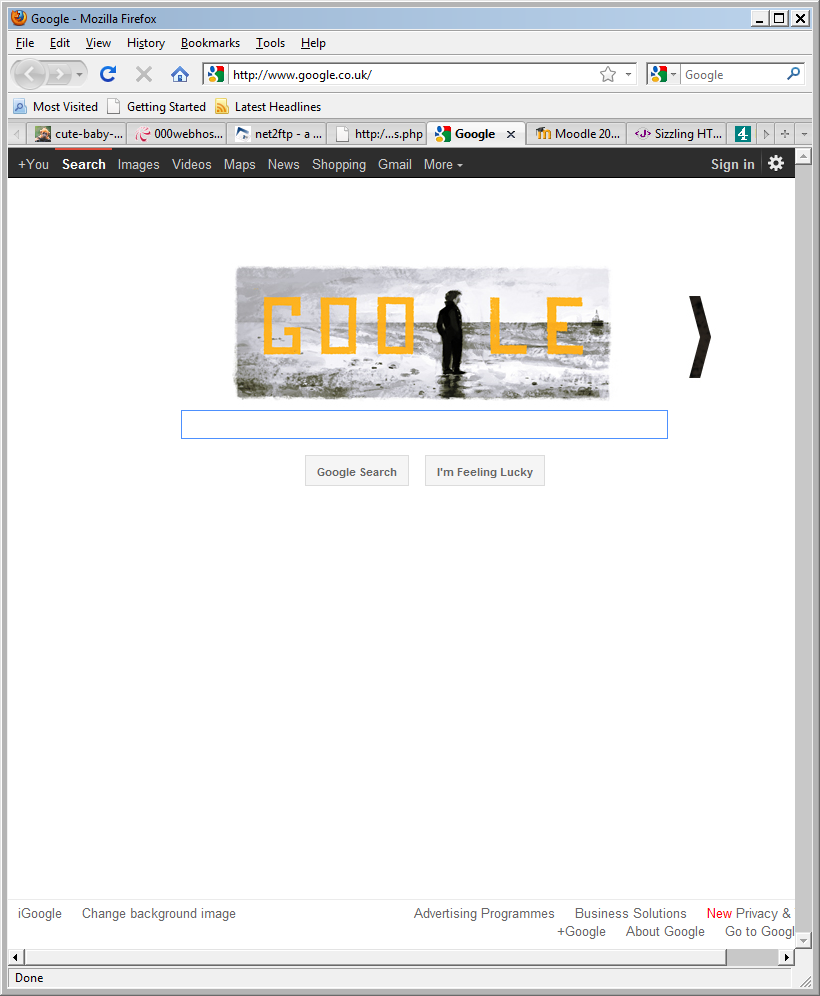 Google - Mozilla Firefox
File Edit View History Bookmarks Tools Help
http://www.google.co.uk/ Google
Most Visited Getting Started Latest Headlines
cute-baby-... 000webhos... net2ftp - a ... http:/...s.php Google Moodle 20... Sizzling HT... 4
+You Search Images Videos Maps News Shopping Gmail More Sign in
GOO LE
Google Search I'm Feeling Lucky
iGoogle Change background image Advertising Programmes Business Solutions New Privacy &
+Google About Google Go to Googl
Done